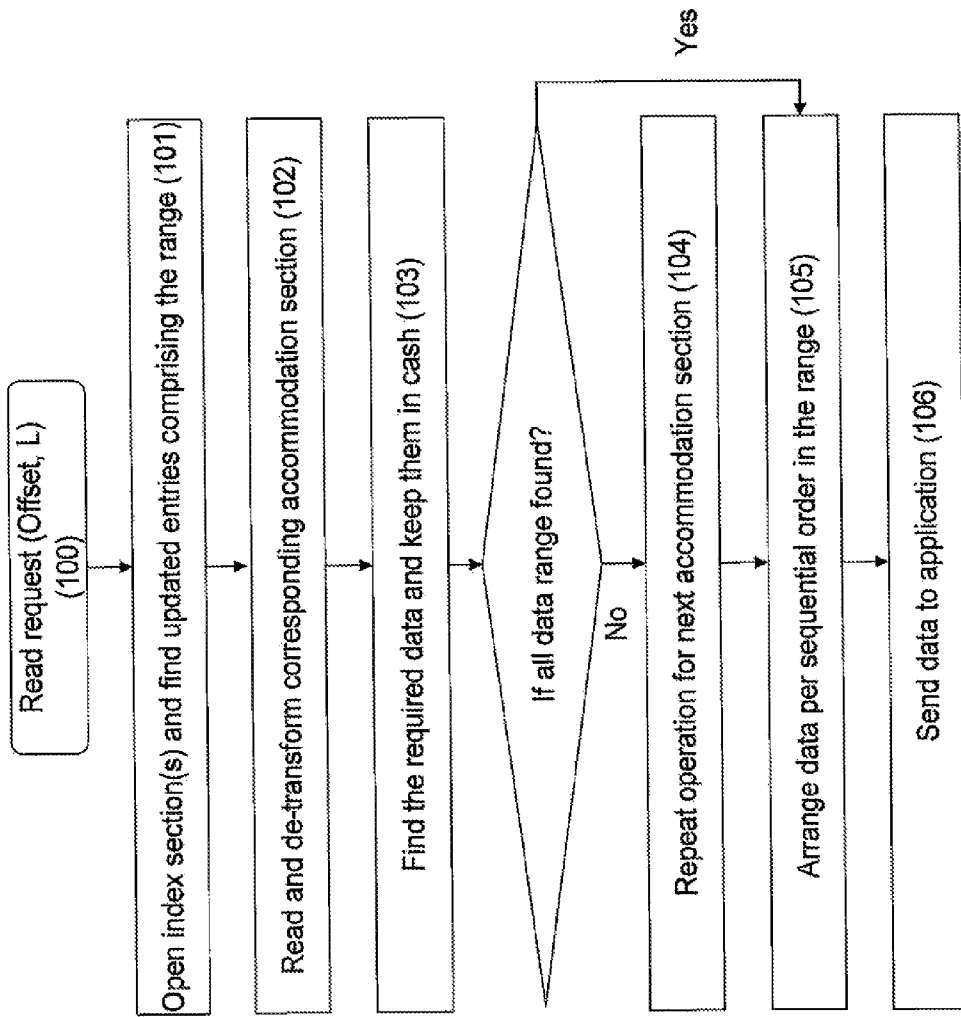 Read request (Offset, L)
(100)
Open index section(s) and find updated entries comprising the range (101)
Read and de-transform corresponding accommodation section (102)
Find the required data and keep them in cash (103)
If all data range found?
Yes
No
Repeat operation for next accommodation section (104)
Arrange data per sequential order in the range (105)
Send data to application (106)